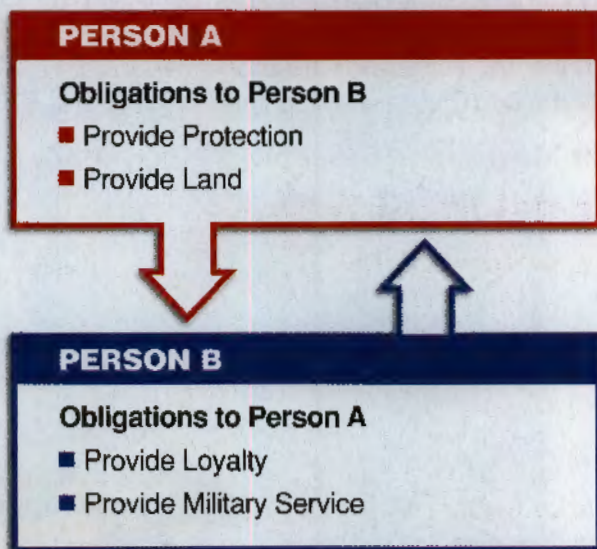 PERSON A
Obligations to Person B
■ Provide Protection
■ Provide Land
PERSON B
Obligations to Person A
■ Provide Loyalty
■ Provide Military Service